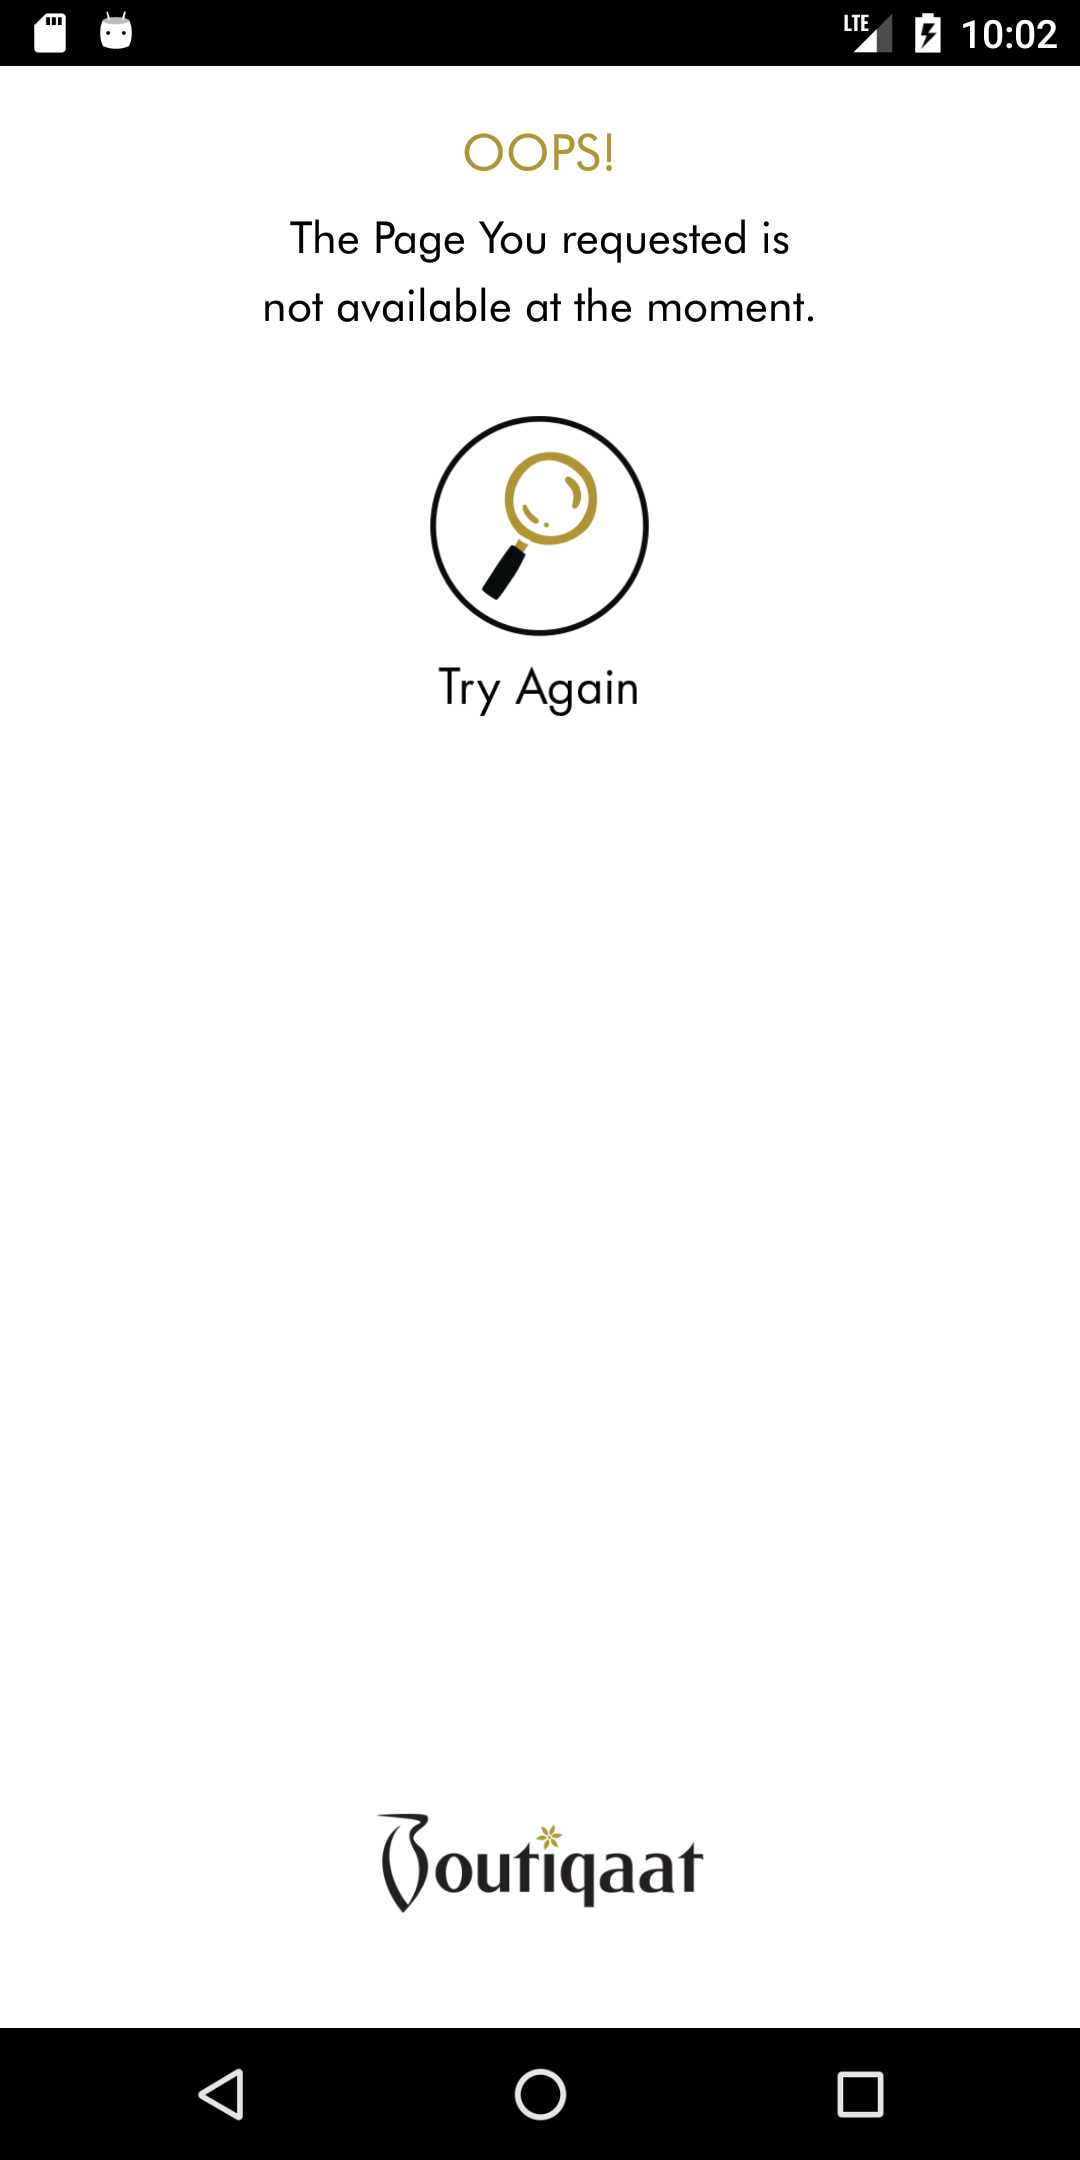 LTE 10:02
OOPS!
The Page You requested is
not available at the moment.
Try Again
Boutiqaat